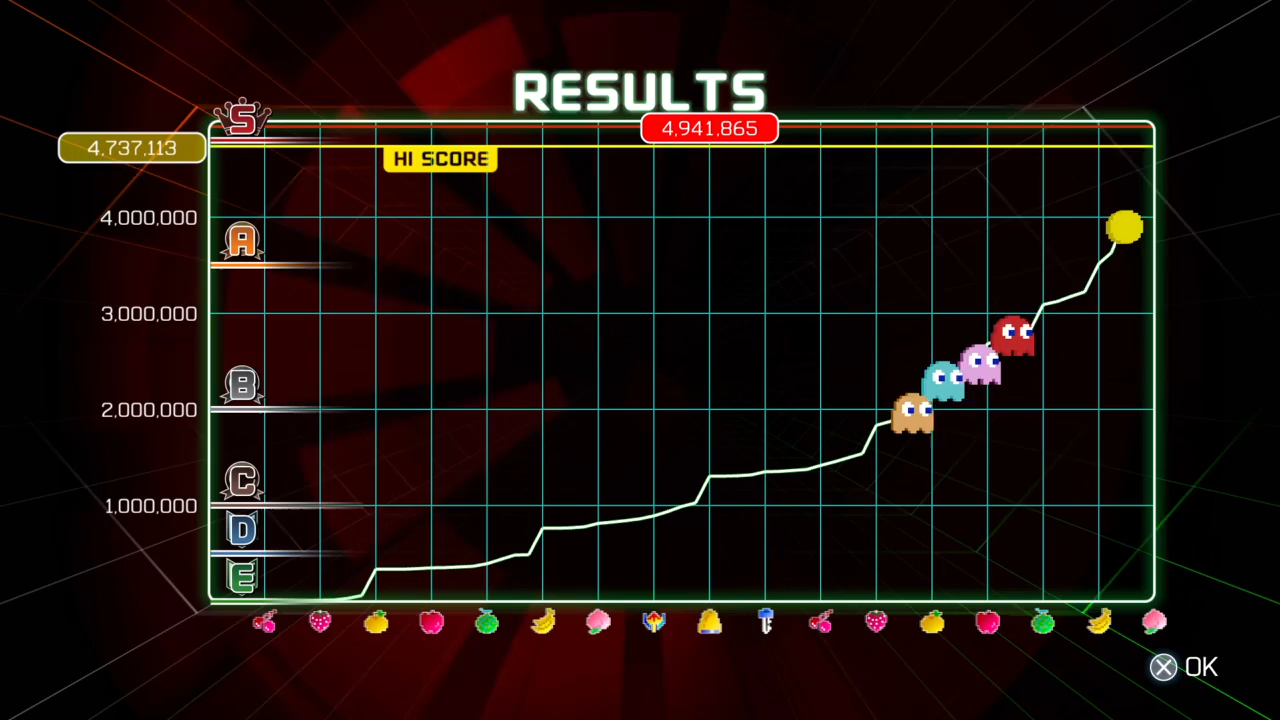 RESULTS
S
4,941,865
4,737,113
HI SCORE
4,000,000
A
3,000,000
B
2,000,000
C
1,000,000
D
E
OK